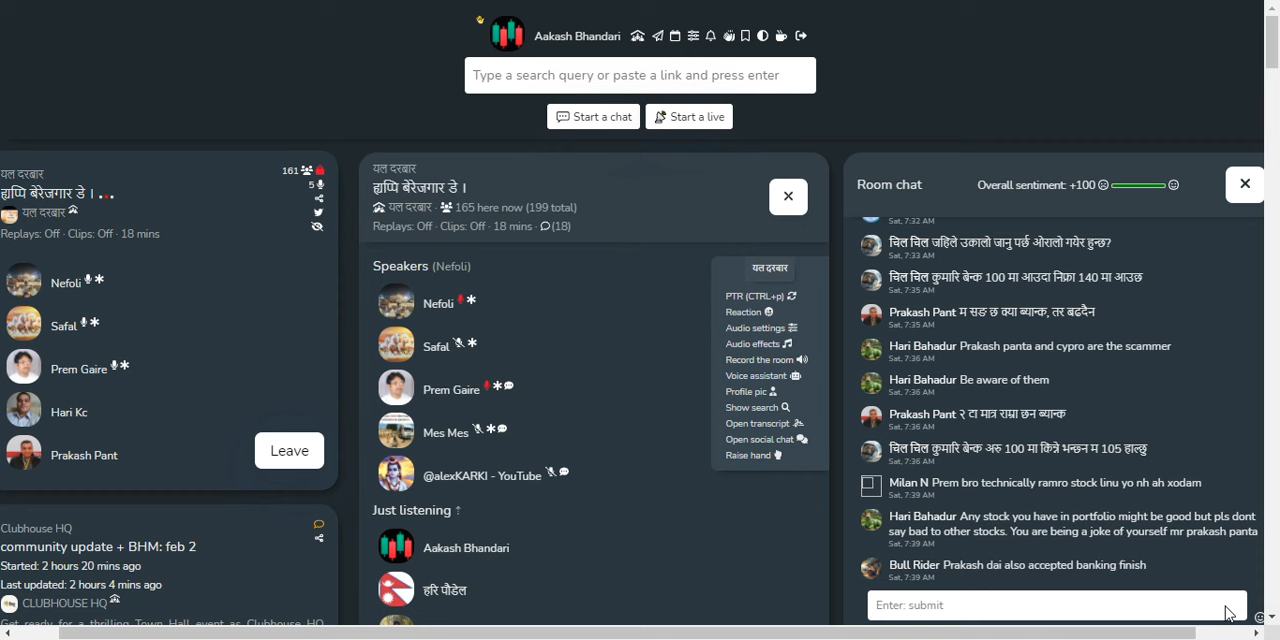 Aakash Bhandari
Type a search query or paste a link and press enter
Start a chat
Start a live
यल दरबार
161
ह्याप्पि बेरेजगार डे ।...
5
यल दरबार
Replays: Off · Clips: Off · 18 mins
Nefoli
Safal
Prem Gaire
Hari Kc
Prakash Pant
Leave
Clubhouse HQ
community update + BHM: feb 2
Started: 2 hours 20 mins ago
Last updated: 2 hours 4 mins ago
CLUBHOUSE HQ
Get ready for a thrilling Town Hall event as Clubhouse HQ
यल दरबार
ह्याप्पि बेरेजगार डे ।
यल दरबार · 165 here now (199 total)
Replays: Off · Clips: Off · 18 mins · (18)
Speakers (Nefoli)
Nefoli
Safal
Prem Gaire
Mes Mes
@alexKARKI - YouTube
Just listening ↑
Aakash Bhandari
हरि पौडेल
यल दरबार
PTR (CTRL+p)
Reaction
Audio settings
Audio effects
Record the room
Voice assistant
Profile pic
Show search
Open transcript
Open social chat
Raise hand
Room chat
Overall sentiment: +100
Sat, 7:32 AM
चिल चिल जहिले उकालो जानु पर्छ ओरालो गयेर हुन्छ?
Sat, 7:33 AM
चिल चिल कुमारि बेन्क 100 मा आउदा निफ्रा 140 मा आउछ
Sat, 7:35 AM
Prakash Pant म सङ छ क्या ब्यान्क, तर बढदैन
Sat, 7:35 AM
Hari Bahadur Prakash panta and cypro are the scammer
Sat, 7:36 AM
Hari Bahadur Be aware of them
Sat, 7:36 AM
Prakash Pant २ टा मात्र राम्रा छन ब्यान्क
Sat, 7:36 AM
चिल चिल कुमारि बेन्क अरु 100 मा किन्ने भन्छन म 105 हाल्छु
Sat, 7:36 AM
Milan N Prem bro technically ramro stock linu yo nh ah xodam
Sat, 7:39 AM
Hari Bahadur Any stock you have in portfolio might be good but pls dont
say bad to other stocks. You are being a joke of yourself mr prakash panta
Sat, 7:39 AM
Bull Rider Prakash dai also accepted banking finish
Sat, 7:39 AM
Enter: submit